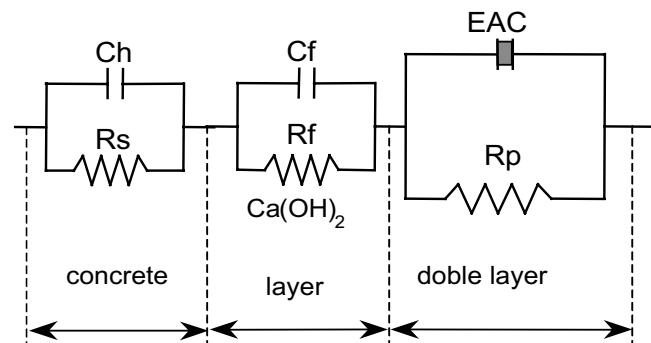 EAC
Ch
Cf
Rs
Rf
Rp
Ca(OH)₂
concrete
layer
doble layer